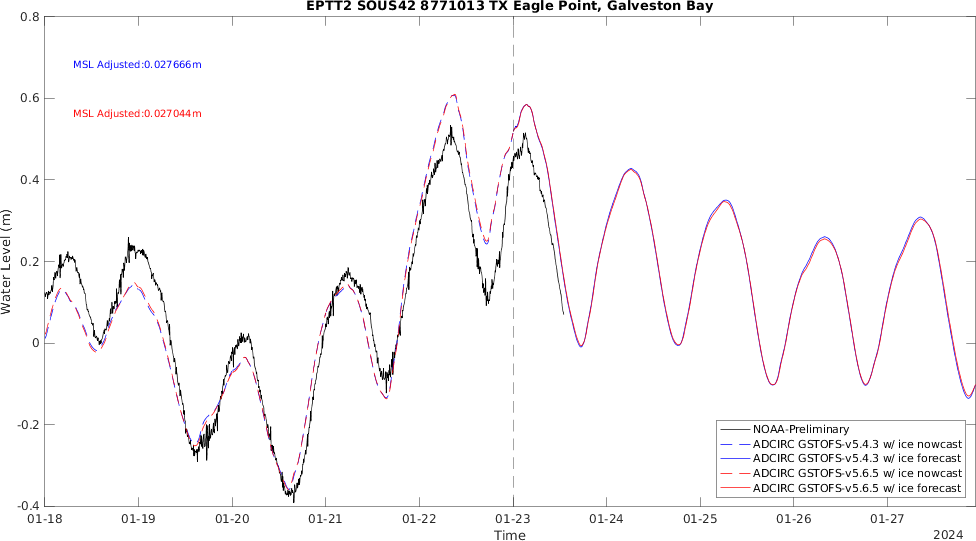 EPTT2 SOUS42 8771013 TX Eagle Point, Galveston Bay
0.8
MSL Adjusted:0.027666m
0.6
MSL Adjusted:0.027044m
0.4
Water Level (m)
0.2
0
-0.2
NOAA-Preliminary
ADCIRC GSTOFS-v5.4.3 w/ ice nowcast
ADCIRC GSTOFS-v5.4.3 w/ ice forecast
ADCIRC GSTOFS-v5.6.5 w/ ice nowcast
ADCIRC GSTOFS-v5.6.5 w/ ice forecast
-0.4
01-18 01-19 01-20 01-21 01-22 01-23 01-24 01-25 01-26 01-27
Time
2024